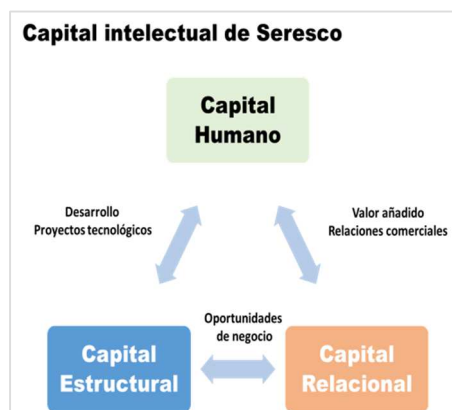 Capital intelectual de Seresco
Capital
Humano
Desarrollo
Proyectos tecnológicos
Valor añadido
Relaciones comerciales
Oportunidades
de negocio
Capital
Estructural
Capital
Relacional